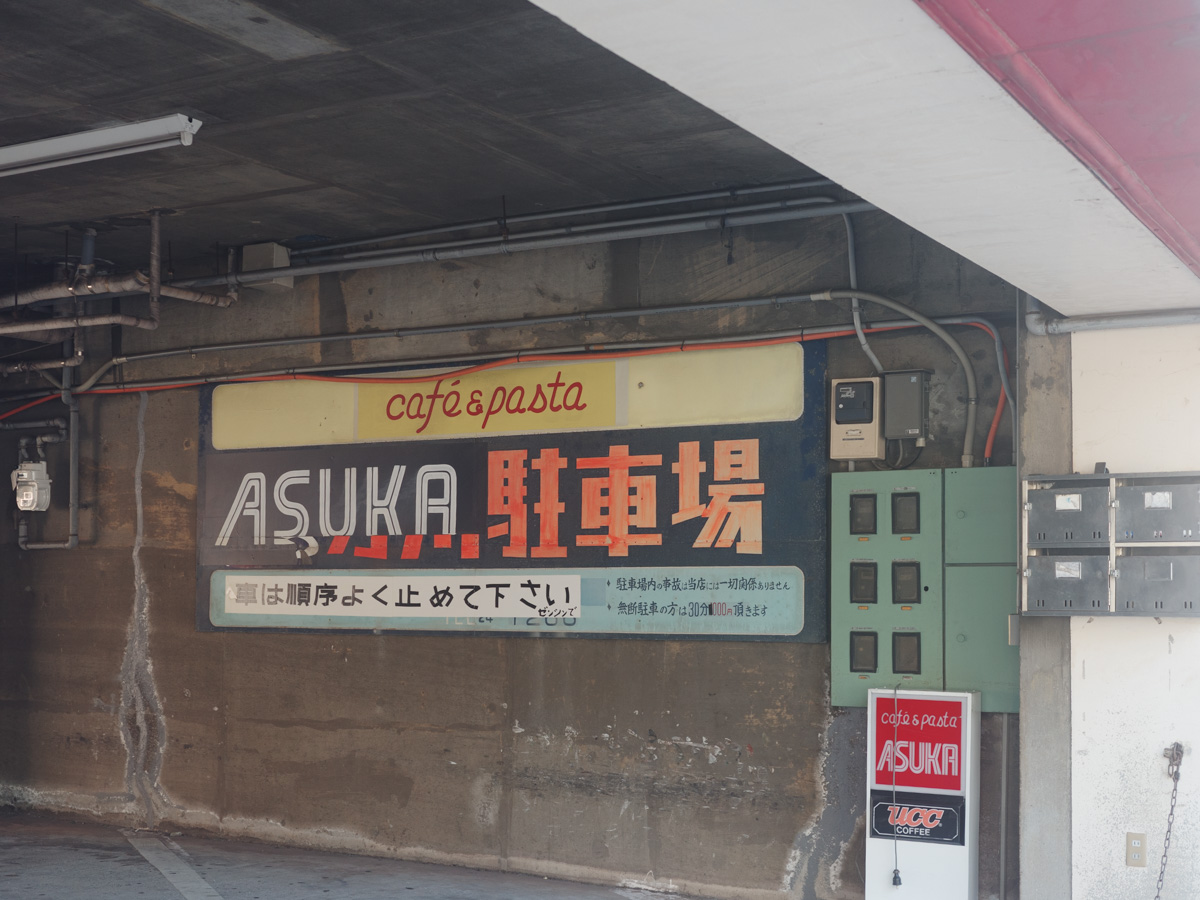 café & pasta
ASUKA 駐車場
車は順序よく止めて下さい
ゼンシンで
♦ 駐車場内の事故は当店には一切関係ありません
♦ 無断駐車の方は30分1000円頂きます
café & pasta
ASUKA
UCC
COFFEE